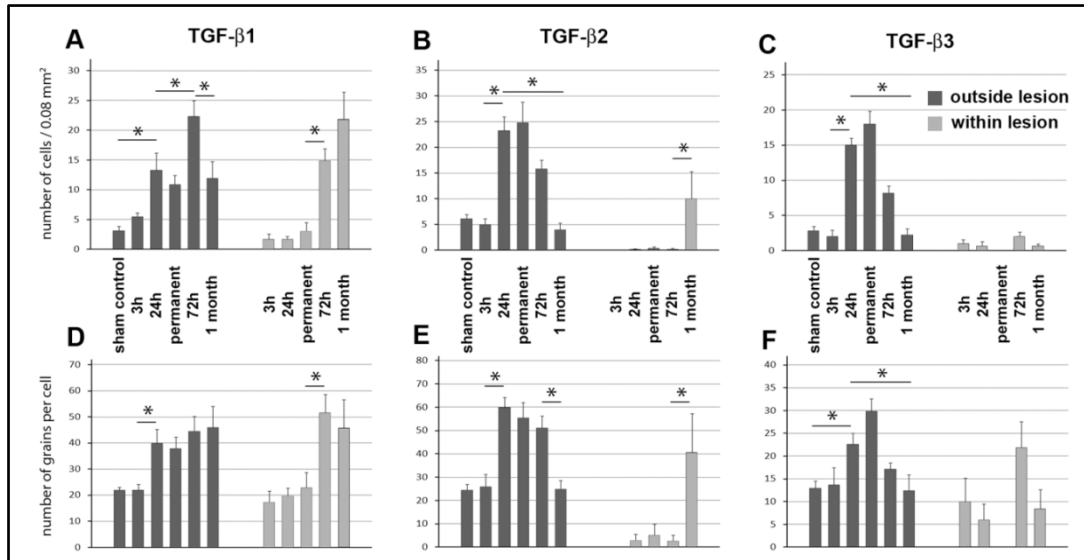 A TGF-β1
B TGF-β2
C TGF-β3
number of cells / 0.08 mm²
30
25
20
15
10
5
0
* * * *
40
35
30
25
20
15
10
5
0
* * *
25
20
15
10
5
0
* *
outside lesion
within lesion
sham control
3h
24h
permanent
72h
1 month
3h
24h
permanent
72h
1 month
sham control
3h
24h
permanent
72h
1 month
3h
24h
permanent
72h
1 month
sham control
3h
24h
permanent
72h
1 month
3h
24h
permanent
72h
1 month
D
E
F
number of grains per cell
70
60
50
40
30
20
10
0
* *
80
70
60
50
40
30
20
10
0
* * *
40
35
30
25
20
15
10
5
0
* *